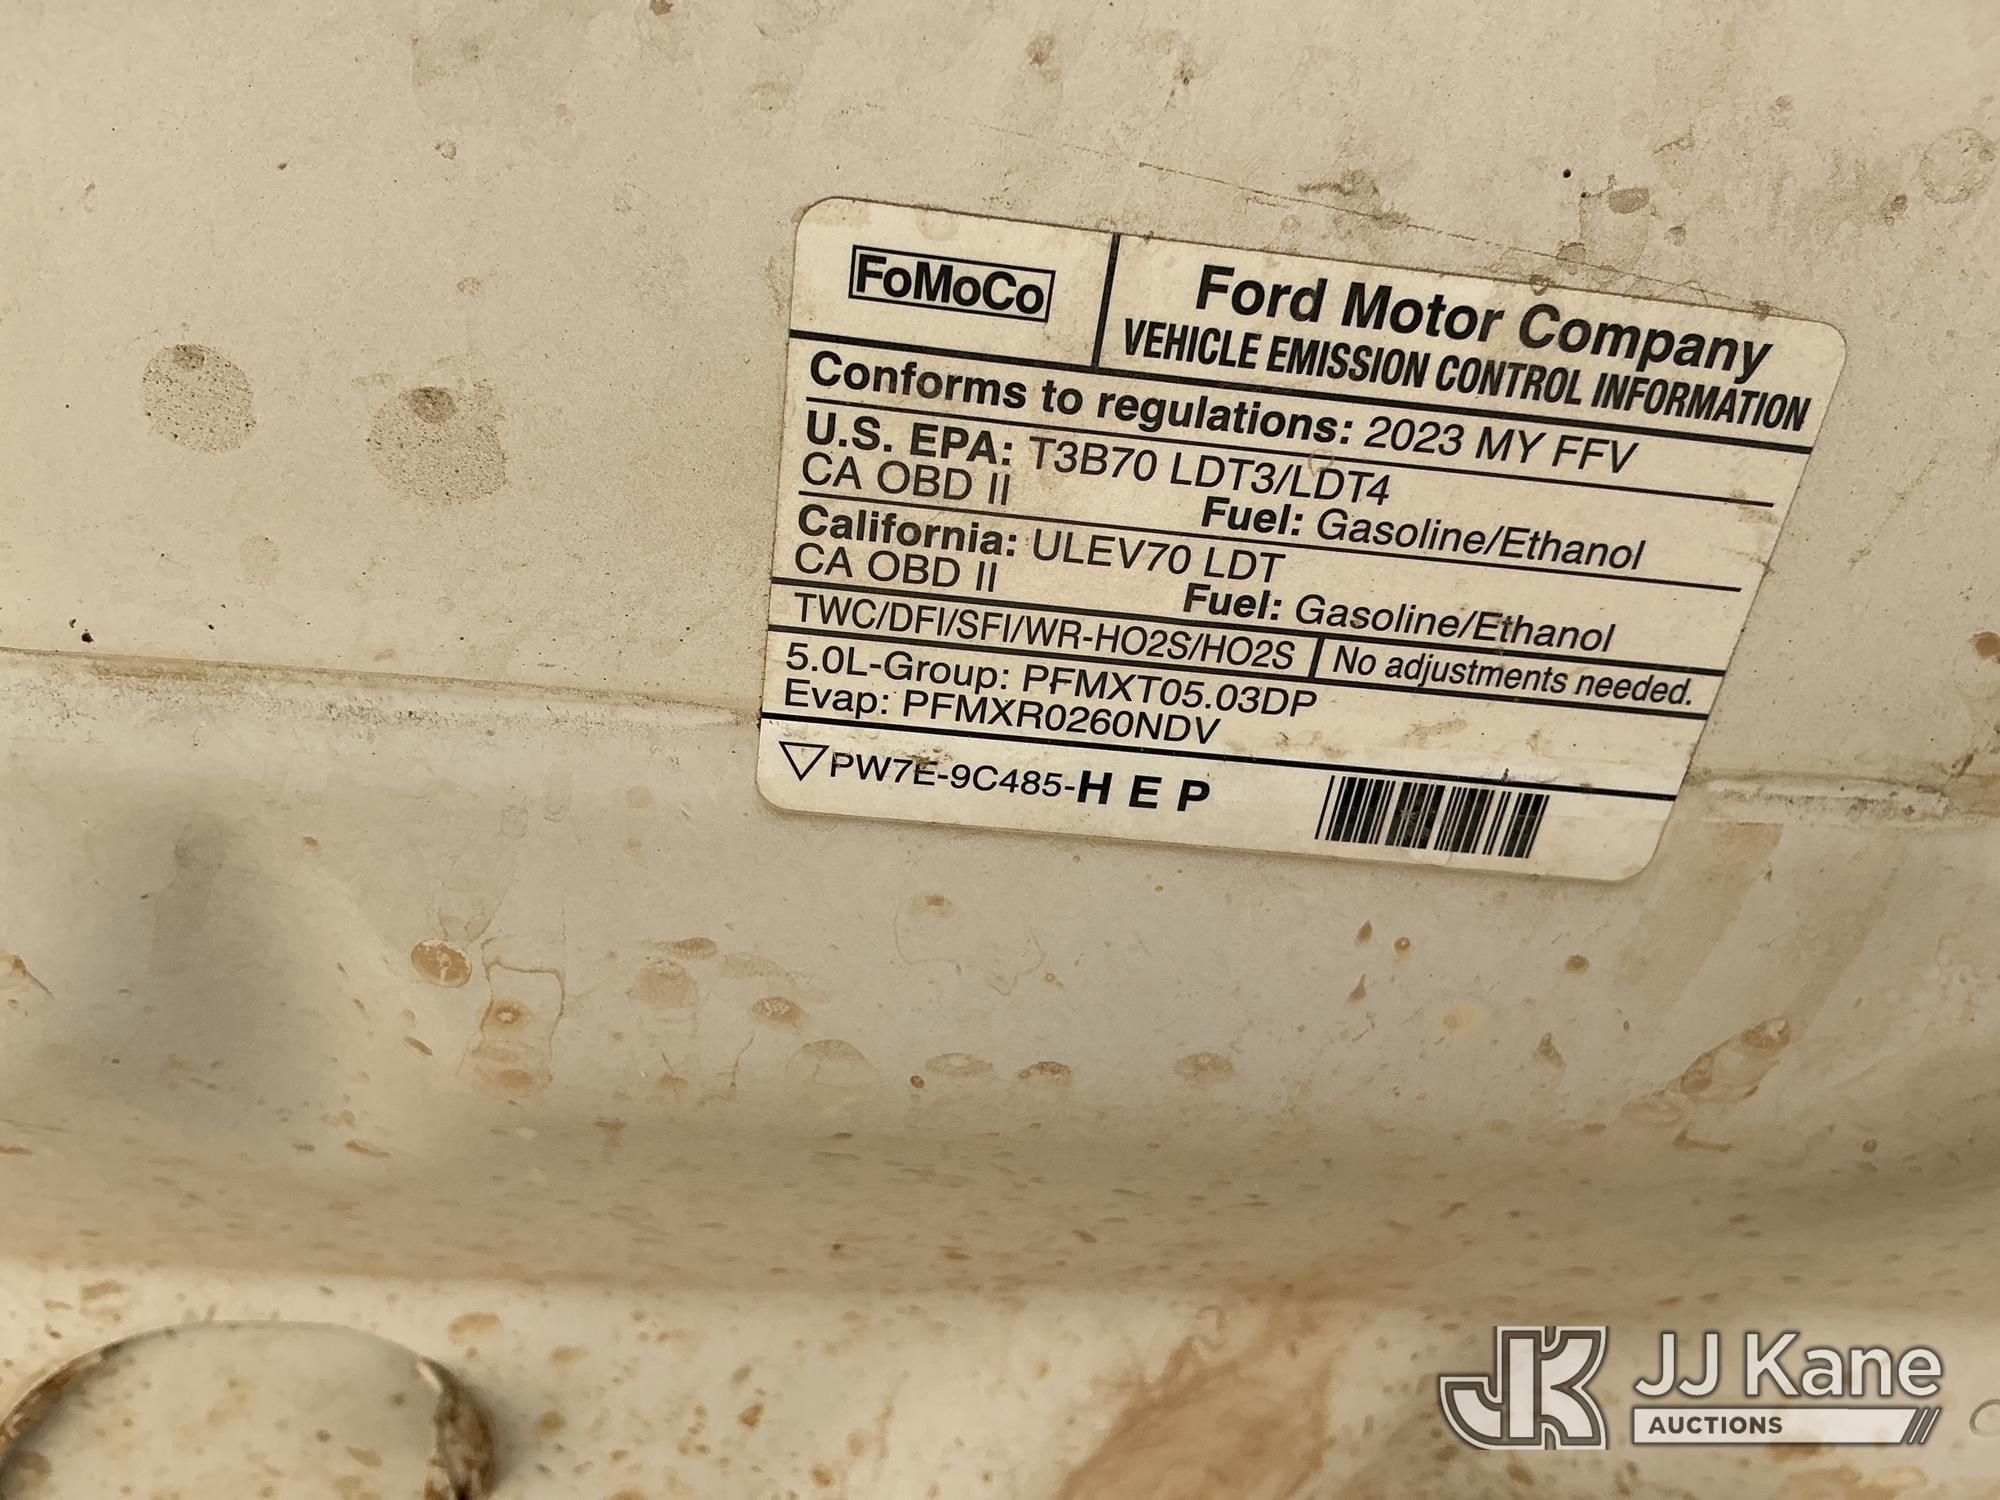 FoMoCo
Ford Motor Company
VEHICLE EMISSION CONTROL INFORMATION
Conforms to regulations: 2023 MY FFV
U.S. EPA: T3B70 LDT3/LDT4
CA OBD II Fuel: Gasoline/Ethanol
California: ULEV70 LDT
CA OBD II Fuel: Gasoline/Ethanol
TWC/DFI/SFI/WR-HO2S/HO2S No adjustments needed.
5.0L-Group: PFMXT05.03DP
Evap: PFMXR0260NDV
PW7E-9C485-H E P
JK JJ Kane
AUCTIONS